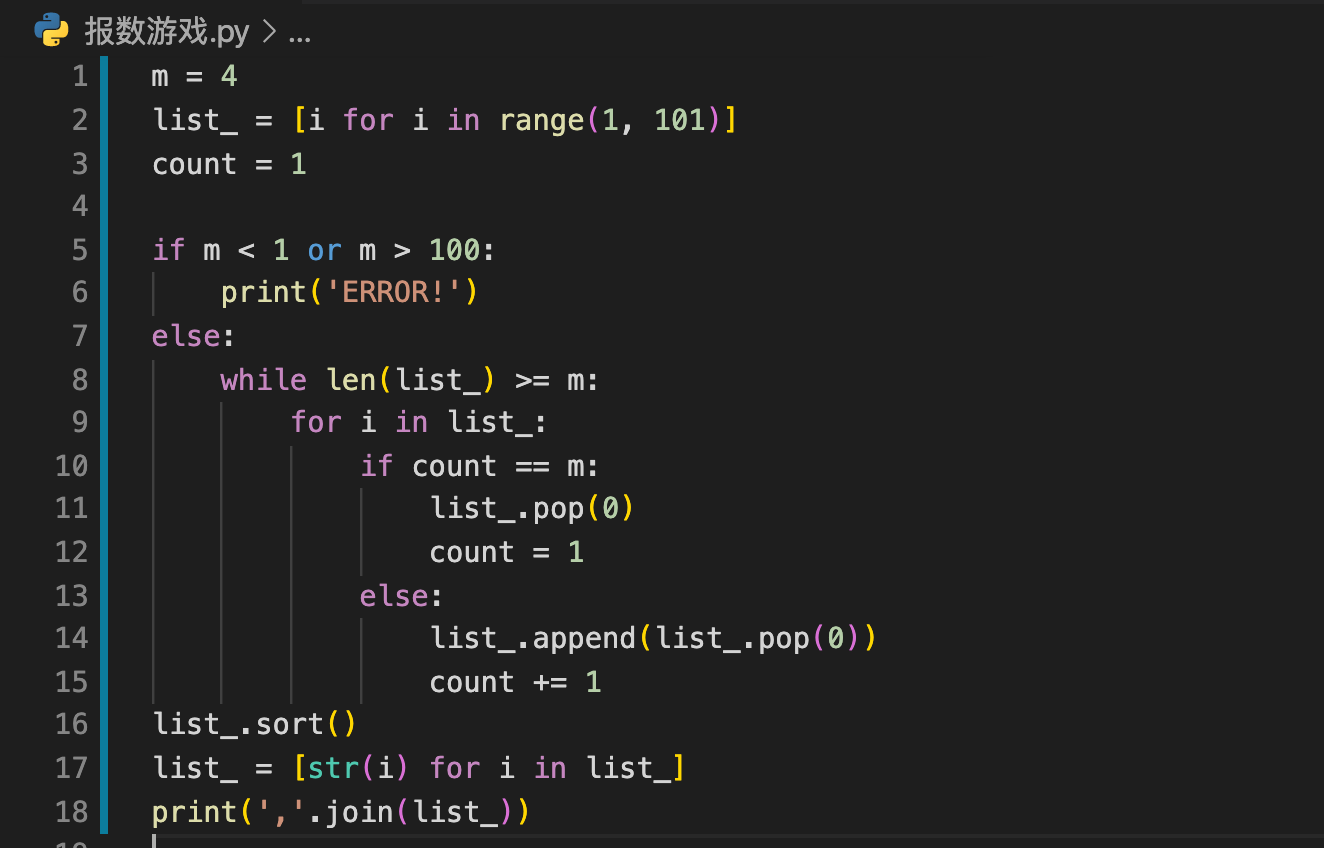 报数游戏.py > ...
1 m = 4
2 list_ = [i for i in range(1, 101)]
3 count = 1
4
5 if m < 1 or m > 100:
6     print('ERROR!')
7 else:
8     while len(list_) >= m:
9         for i in list_:
10             if count == m:
11                 list_.pop(0)
12                 count = 1
13             else:
14                 list_.append(list_.pop(0))
15                 count += 1
16 list_.sort()
17 list_ = [str(i) for i in list_]
18 print(','.join(list_))